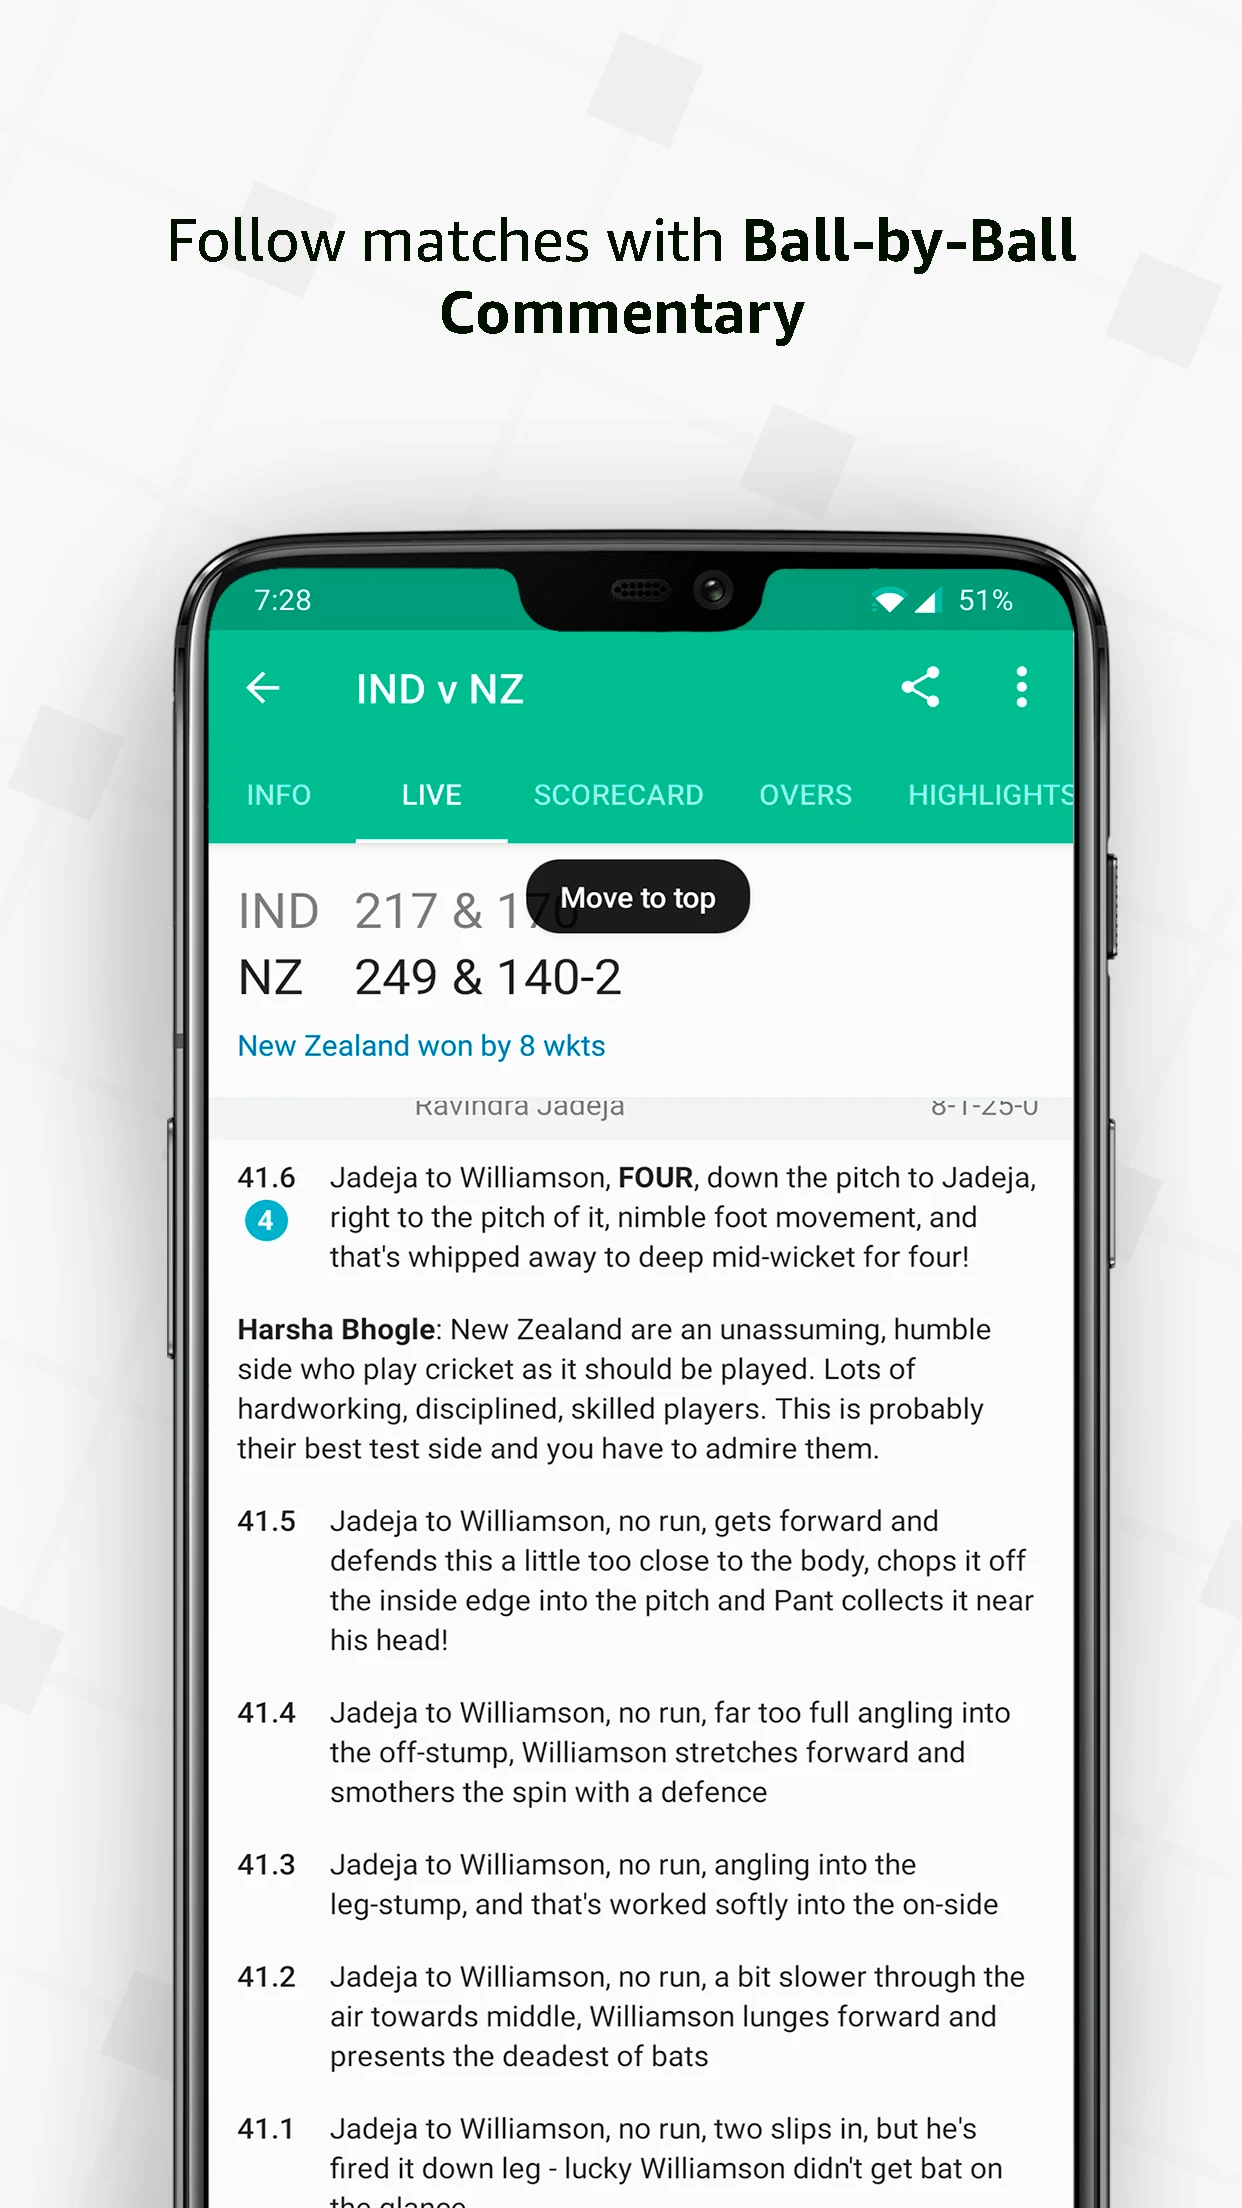 Follow matches with Ball-by-Ball
Commentary
7:28
51%
IND v NZ
INFO
LIVE
SCORECARD
OVERS
HIGHLIGHTS
Move to top
IND 217 & 170
NZ 249 & 140-2
New Zealand won by 8 wkts
Ravindra Jadeja 8-1-25-0
41.6 Jadeja to Williamson, FOUR, down the pitch to Jadeja,
4 right to the pitch of it, nimble foot movement, and
that's whipped away to deep mid-wicket for four!
Harsha Bhogle: New Zealand are an unassuming, humble
side who play cricket as it should be played. Lots of
hardworking, disciplined, skilled players. This is probably
their best test side and you have to admire them.
41.5 Jadeja to Williamson, no run, gets forward and
defends this a little too close to the body, chops it off
the inside edge into the pitch and Pant collects it near
his head!
41.4 Jadeja to Williamson, no run, far too full angling into
the off-stump, Williamson stretches forward and
smothers the spin with a defence
41.3 Jadeja to Williamson, no run, angling into the
leg-stump, and that's worked softly into the on-side
41.2 Jadeja to Williamson, no run, a bit slower through the
air towards middle, Williamson lunges forward and
presents the deadest of bats
41.1 Jadeja to Williamson, no run, two slips in, but he's
fired it down leg - lucky Williamson didn't get bat on
the glance